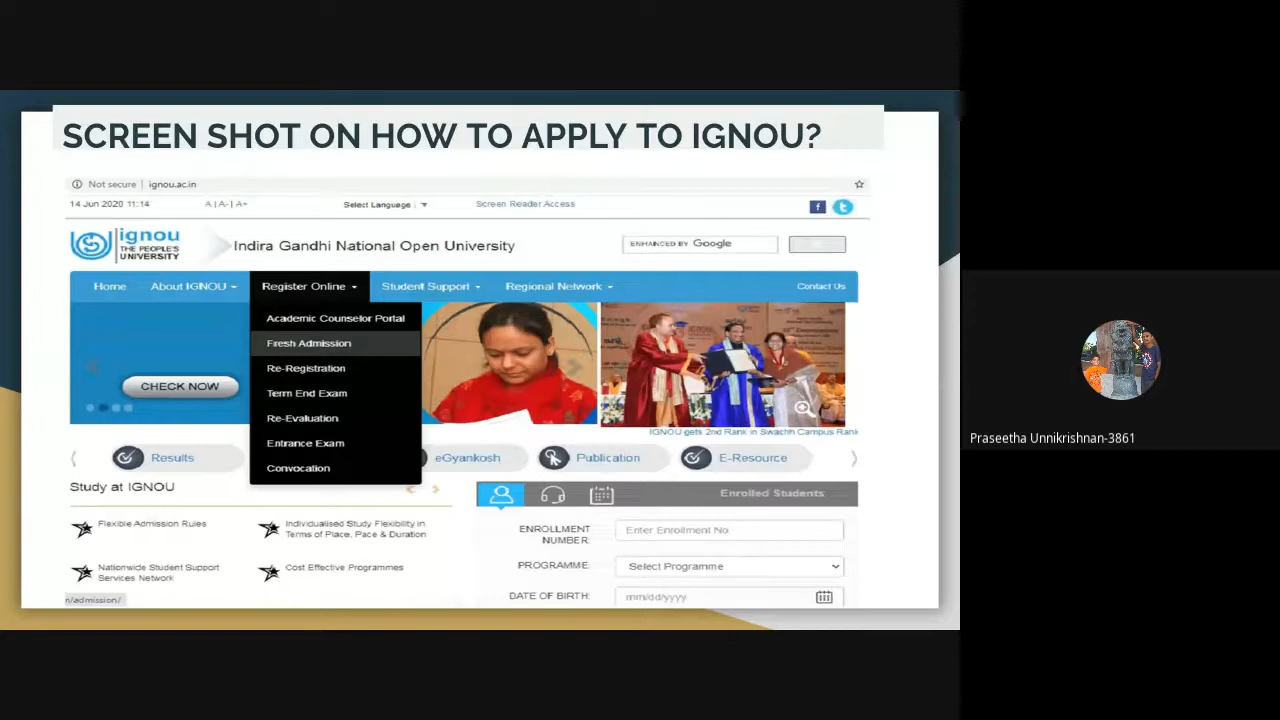 SCREEN SHOT ON HOW TO APPLY TO IGNOU?
Not secure | ignou.ac.in
14 Jun 2020 11:14 A | A- | A+ Select Language Screen Reader Access
ignou
THE PEOPLE'S
UNIVERSITY
Indira Gandhi National Open University
ENHANCED BY Google
Home About IGNOU Register Online Student Support Regional Network Contact Us
Academic Counselor Portal
Fresh Admission
Re-Registration
Term End Exam
Re-Evaluation
Entrance Exam
Convocation
CHECK NOW
IGNOU gets 2nd Rank in Swachh Campus Rank
Results eGyankosh Publication E-Resource
Study at IGNOU
Flexible Admission Rules
Individualised Study Flexibility in
Terms of Place, Pace & Duration
Nationwide Student Support
Services Network
Cost Effective Programmes
Enrolled Students
ENROLLMENT
NUMBER:
Enter Enrollment No
PROGRAMME: Select Programme
DATE OF BIRTH: mm/dd/yyyy
n/admission/
Praseetha Unnikrishnan-3861